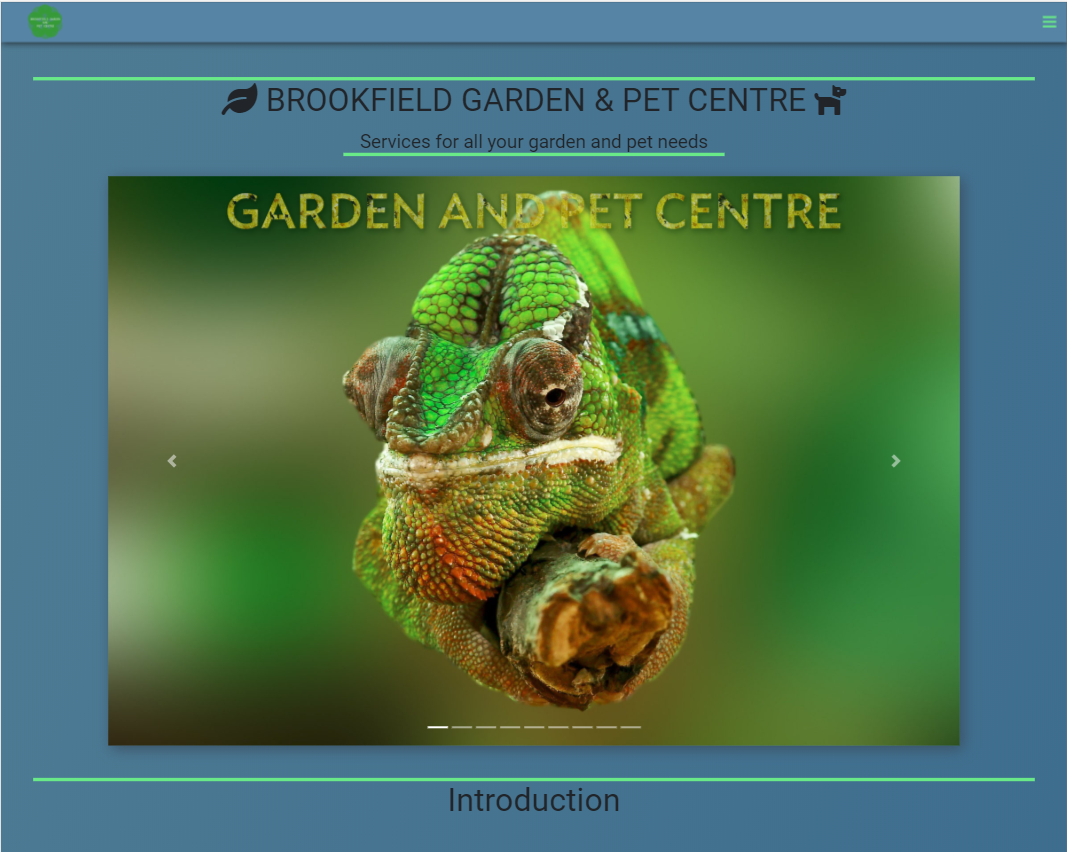 BROOKFIELD GARDEN & PET CENTRE
Services for all your garden and pet needs
GARDEN AND PET CENTRE
Introduction